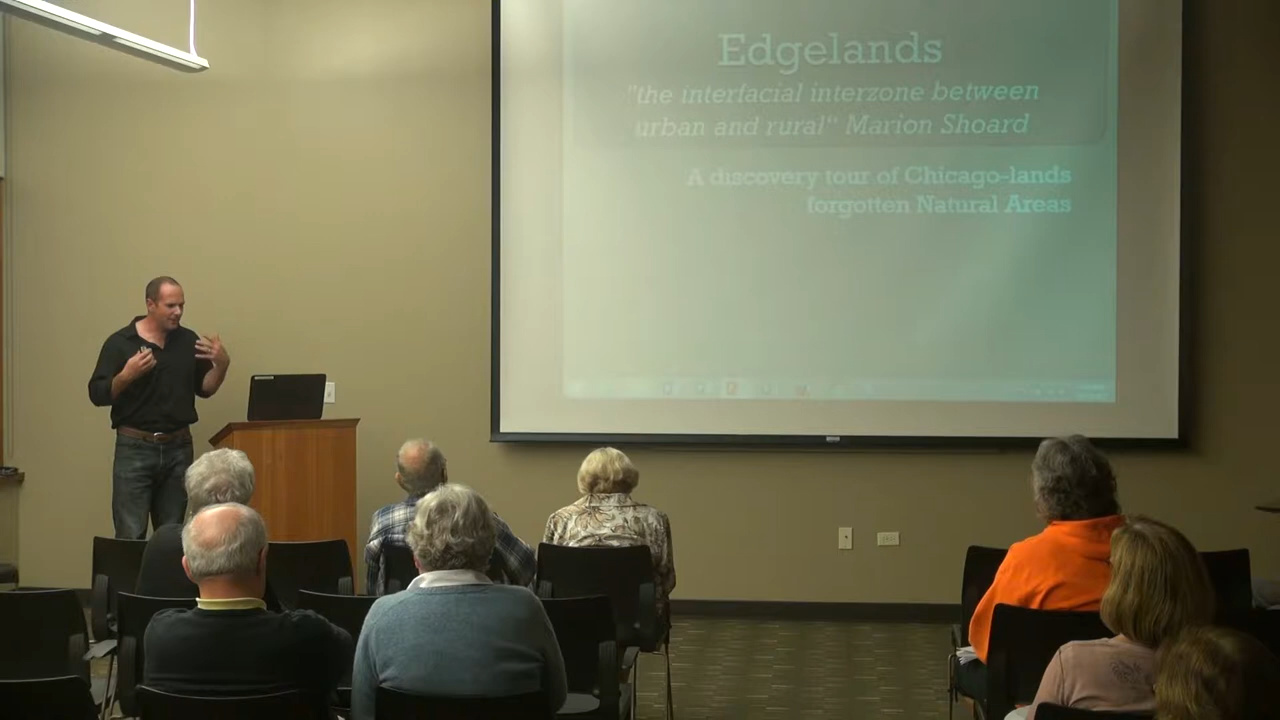 Edgelands
"the interfacial interzone between
urban and rural“ Marion Shoard
A discovery tour of Chicago-lands
forgotten Natural Areas